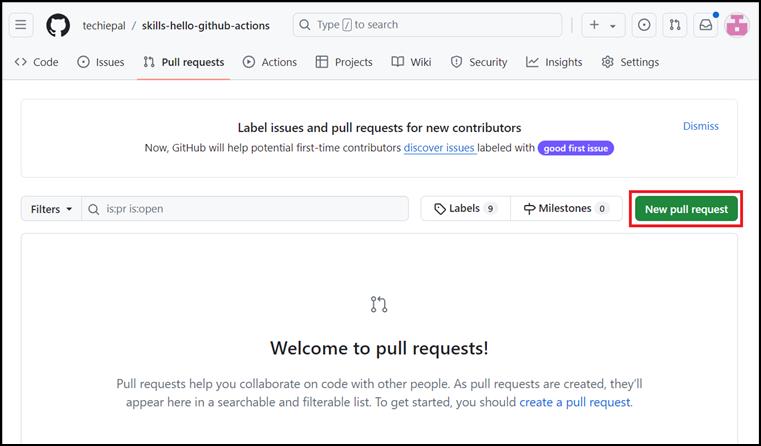 techiepal / skills-hello-github-actions
Type / to search
Code Issues Pull requests Actions Projects Wiki Security Insights Settings
Label issues and pull requests for new contributors
Dismiss
Now, GitHub will help potential first-time contributors discover issues labeled with good first issue
Filters is:pr is:open Labels 9 Milestones 0 New pull request
Welcome to pull requests!
Pull requests help you collaborate on code with other people. As pull requests are created, they'll
appear here in a searchable and filterable list. To get started, you should create a pull request.